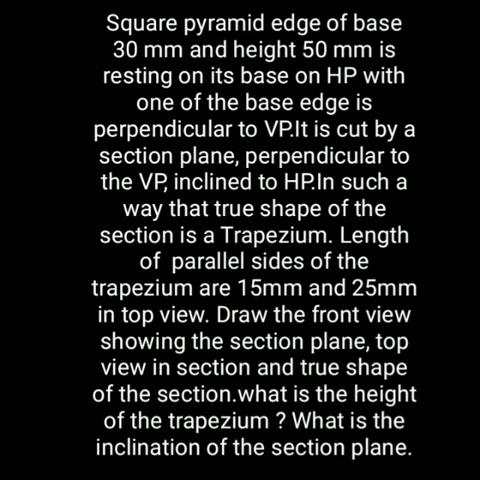 Square pyramid edge of base
30 mm and height 50 mm is
resting on its base on HP with
one of the base edge is
perpendicular to VP.It is cut by a
section plane, perpendicular to
the VP, inclined to HP.In such a
way that true shape of the
section is a Trapezium. Length
of  parallel sides of the
trapezium are 15mm and 25mm
in top view. Draw the front view
showing the section plane, top
view in section and true shape
of the section.what is the height
of the trapezium ? What is the
inclination of the section plane.